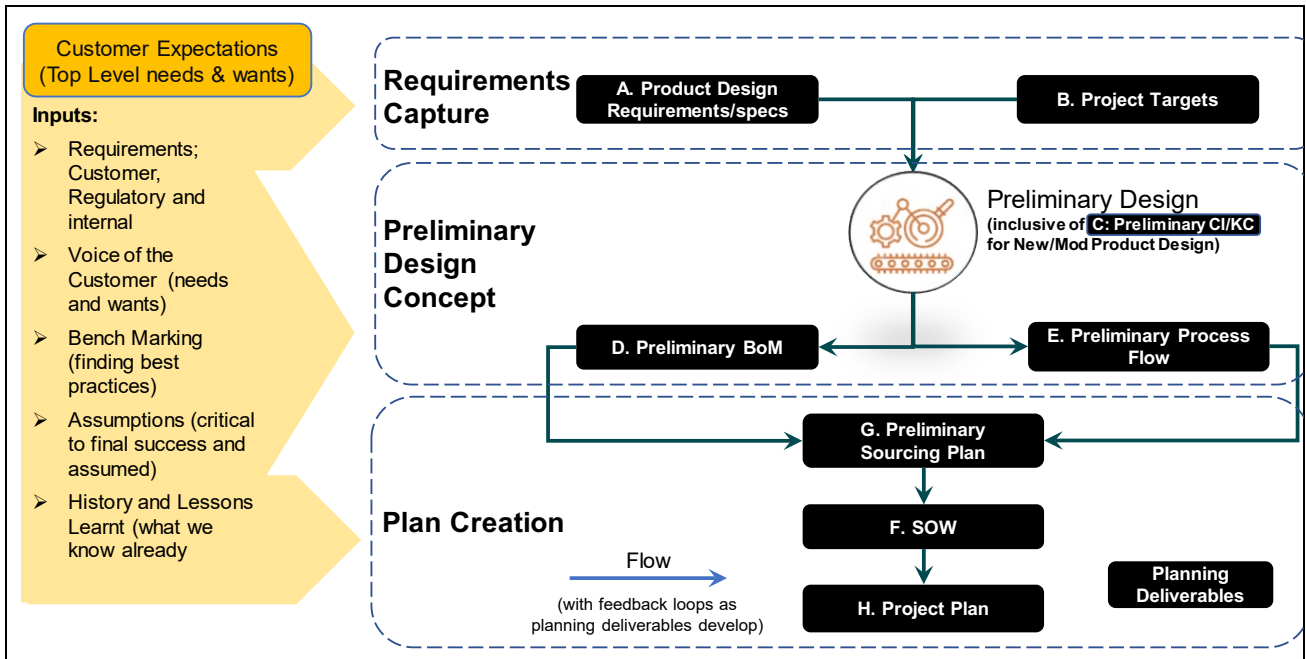 Customer Expectations
(Top Level needs & wants)
Inputs:
➢ Requirements;
Customer,
Regulatory and
internal
➢ Voice of the
Customer (needs
and wants)
➢ Bench Marking
(finding best
practices)
➢ Assumptions (critical
to final success and
assumed)
➢ History and Lessons
Learnt (what we
know already
Requirements
Capture
A. Product Design
Requirements/specs
B. Project Targets
Preliminary
Design
Concept
Preliminary Design
(inclusive of C: Preliminary CI/KC
for New/Mod Product Design)
D. Preliminary BoM
E. Preliminary Process
Flow
Plan Creation
G. Preliminary
Sourcing Plan
F. SOW
H. Project Plan
Flow
(with feedback loops as
planning deliverables develop)
Planning
Deliverables